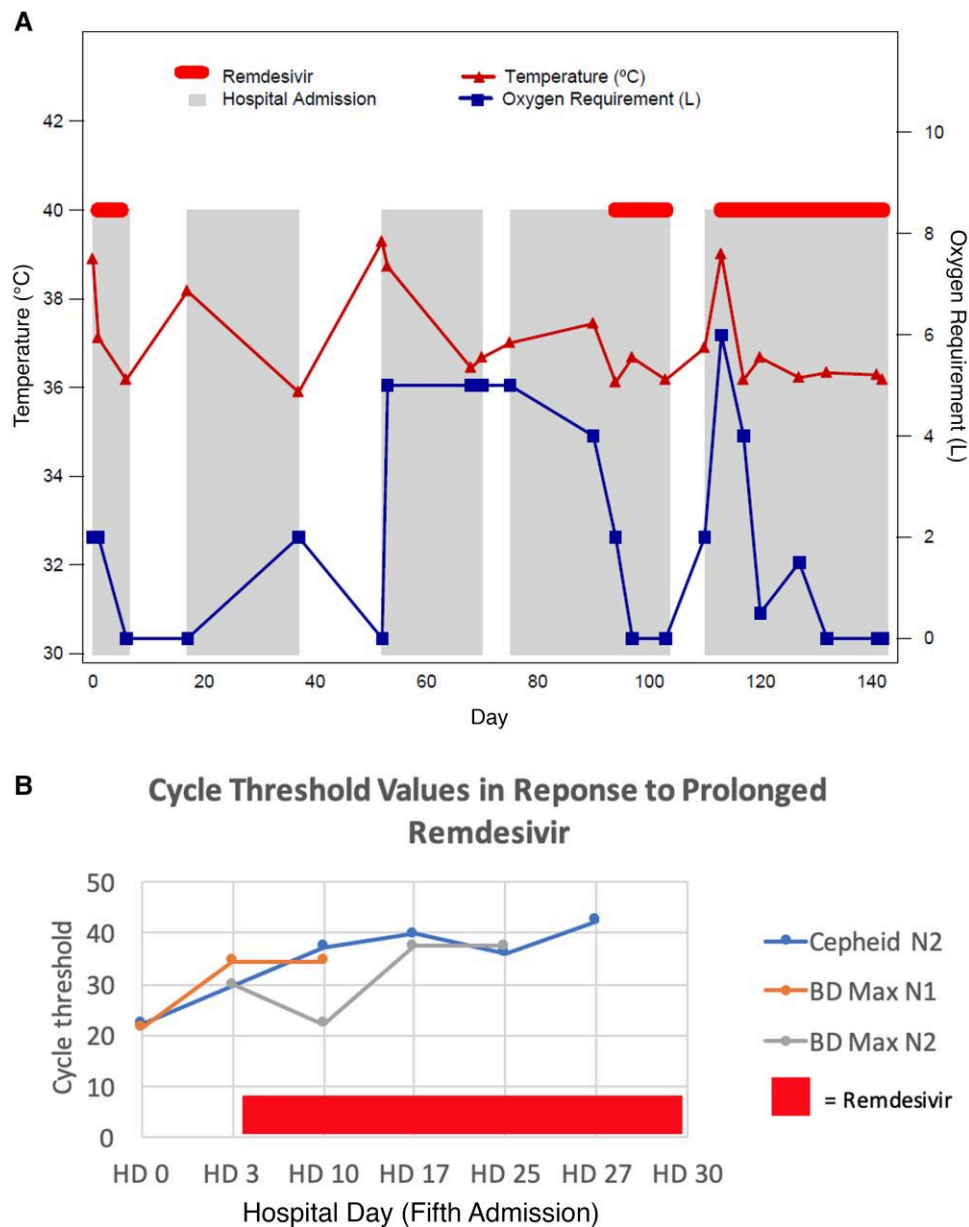 A
Remdesivir
Hospital Admission
Temperature (ºC)
Oxygen Requirement (L)
42
40
38
36
34
32
30
Temperature (°C)
10
8
6
4
2
0
Oxygen Requirement (L)
0 20 40 60 80 100 120 140
Day
B
Cycle Threshold Values in Reponse to Prolonged
Remdesivir
50
40
30
20
10
0
Cycle threshold
HD 0 HD 3 HD 10 HD 17 HD 25 HD 27 HD 30
Hospital Day (Fifth Admission)
Cepheid N2
BD Max N1
BD Max N2
= Remdesivir